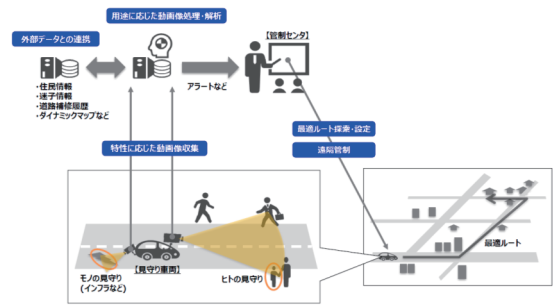 用途に応じた動画像処理・解析
外部データとの連携
【管制センタ】
・住民情報
・迷子情報
・道路補修履歴
・ダイナミックマップなど
アラートなど
最適ルート探索・設定
遠隔管制
特性に応じた動画像収集
最適ルート
【見守り車両】
モノの見守り
(インフラなど)
ヒトの見守り